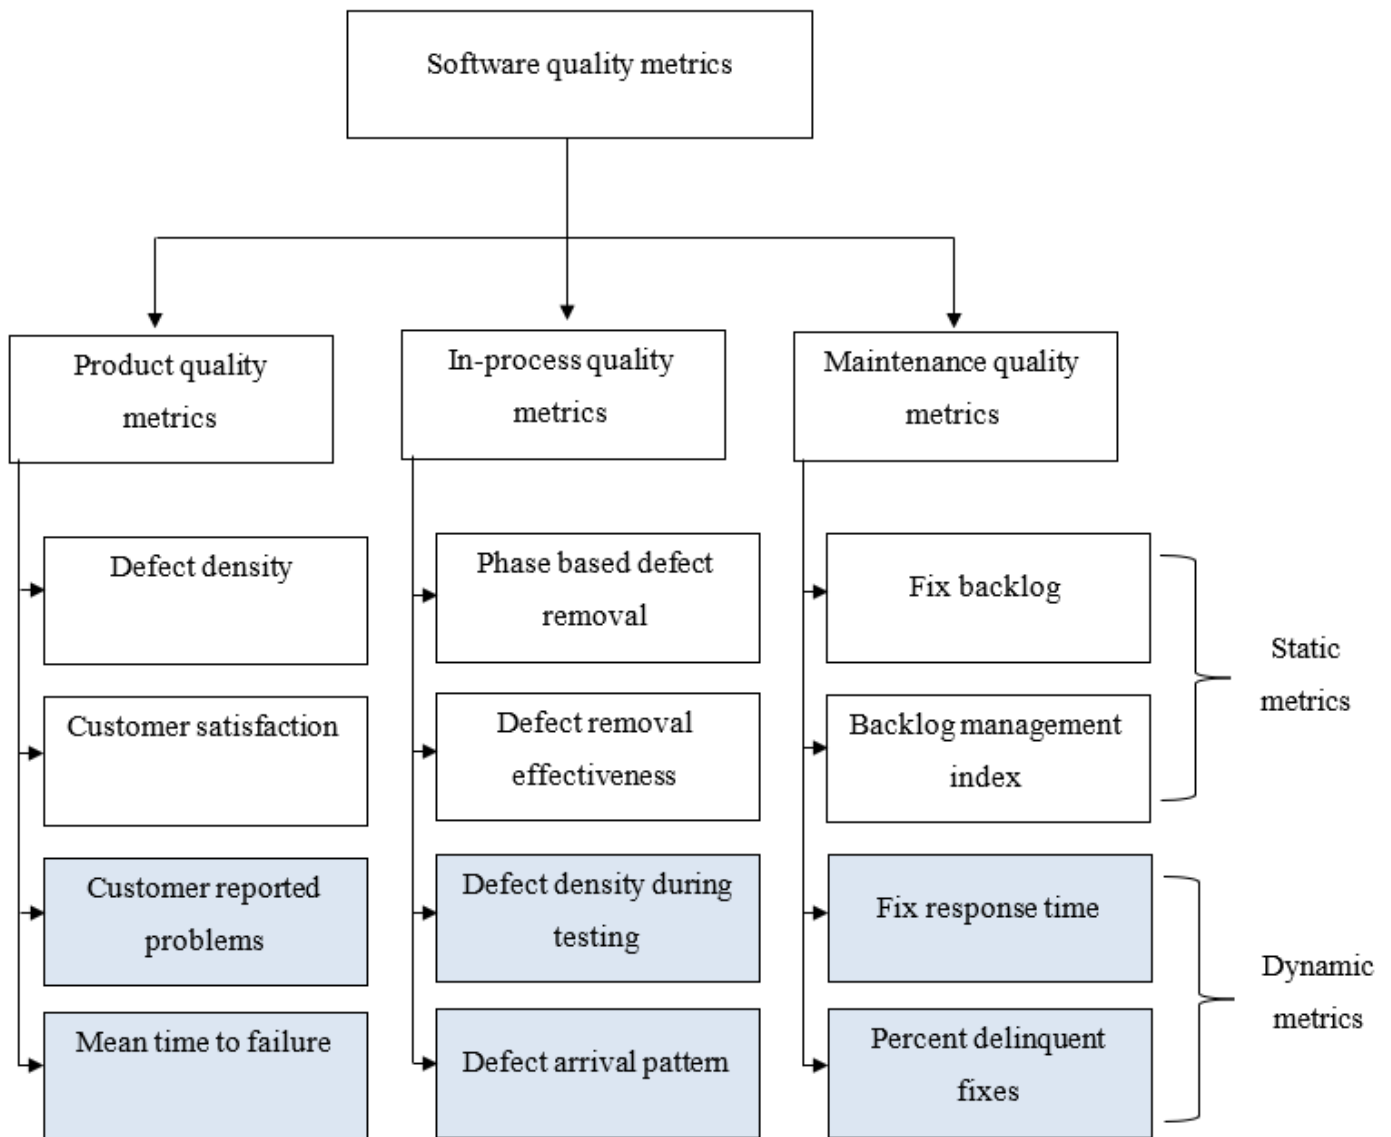 Software quality metrics
Product quality
metrics
In-process quality
metrics
Maintenance quality
metrics
Defect density
Phase based defect
removal
Fix backlog
Static
metrics
Customer satisfaction
Defect removal
effectiveness
Backlog management
index
Customer reported
problems
Defect density during
testing
Fix response time
Dynamic
metrics
Mean time to failure
Defect arrival pattern
Percent delinquent
fixes